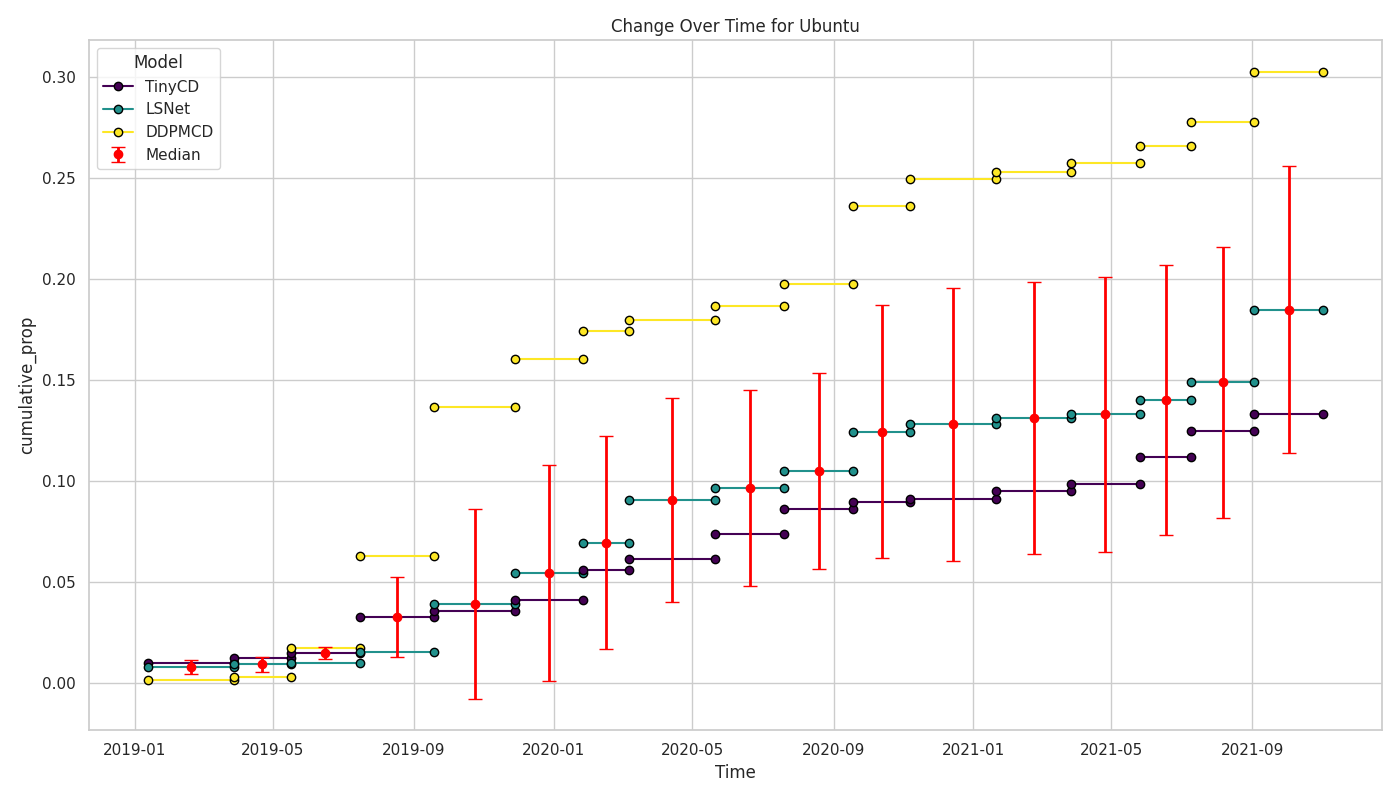 Change Over Time for Ubuntu
Model
TinyCD
LSNet
DDPMCD
Median
cumulative_prop
0.30
0.25
0.20
0.15
0.10
0.05
0.00
2019-01
2019-05
2019-09
2020-01
2020-05
2020-09
2021-01
2021-05
2021-09
Time